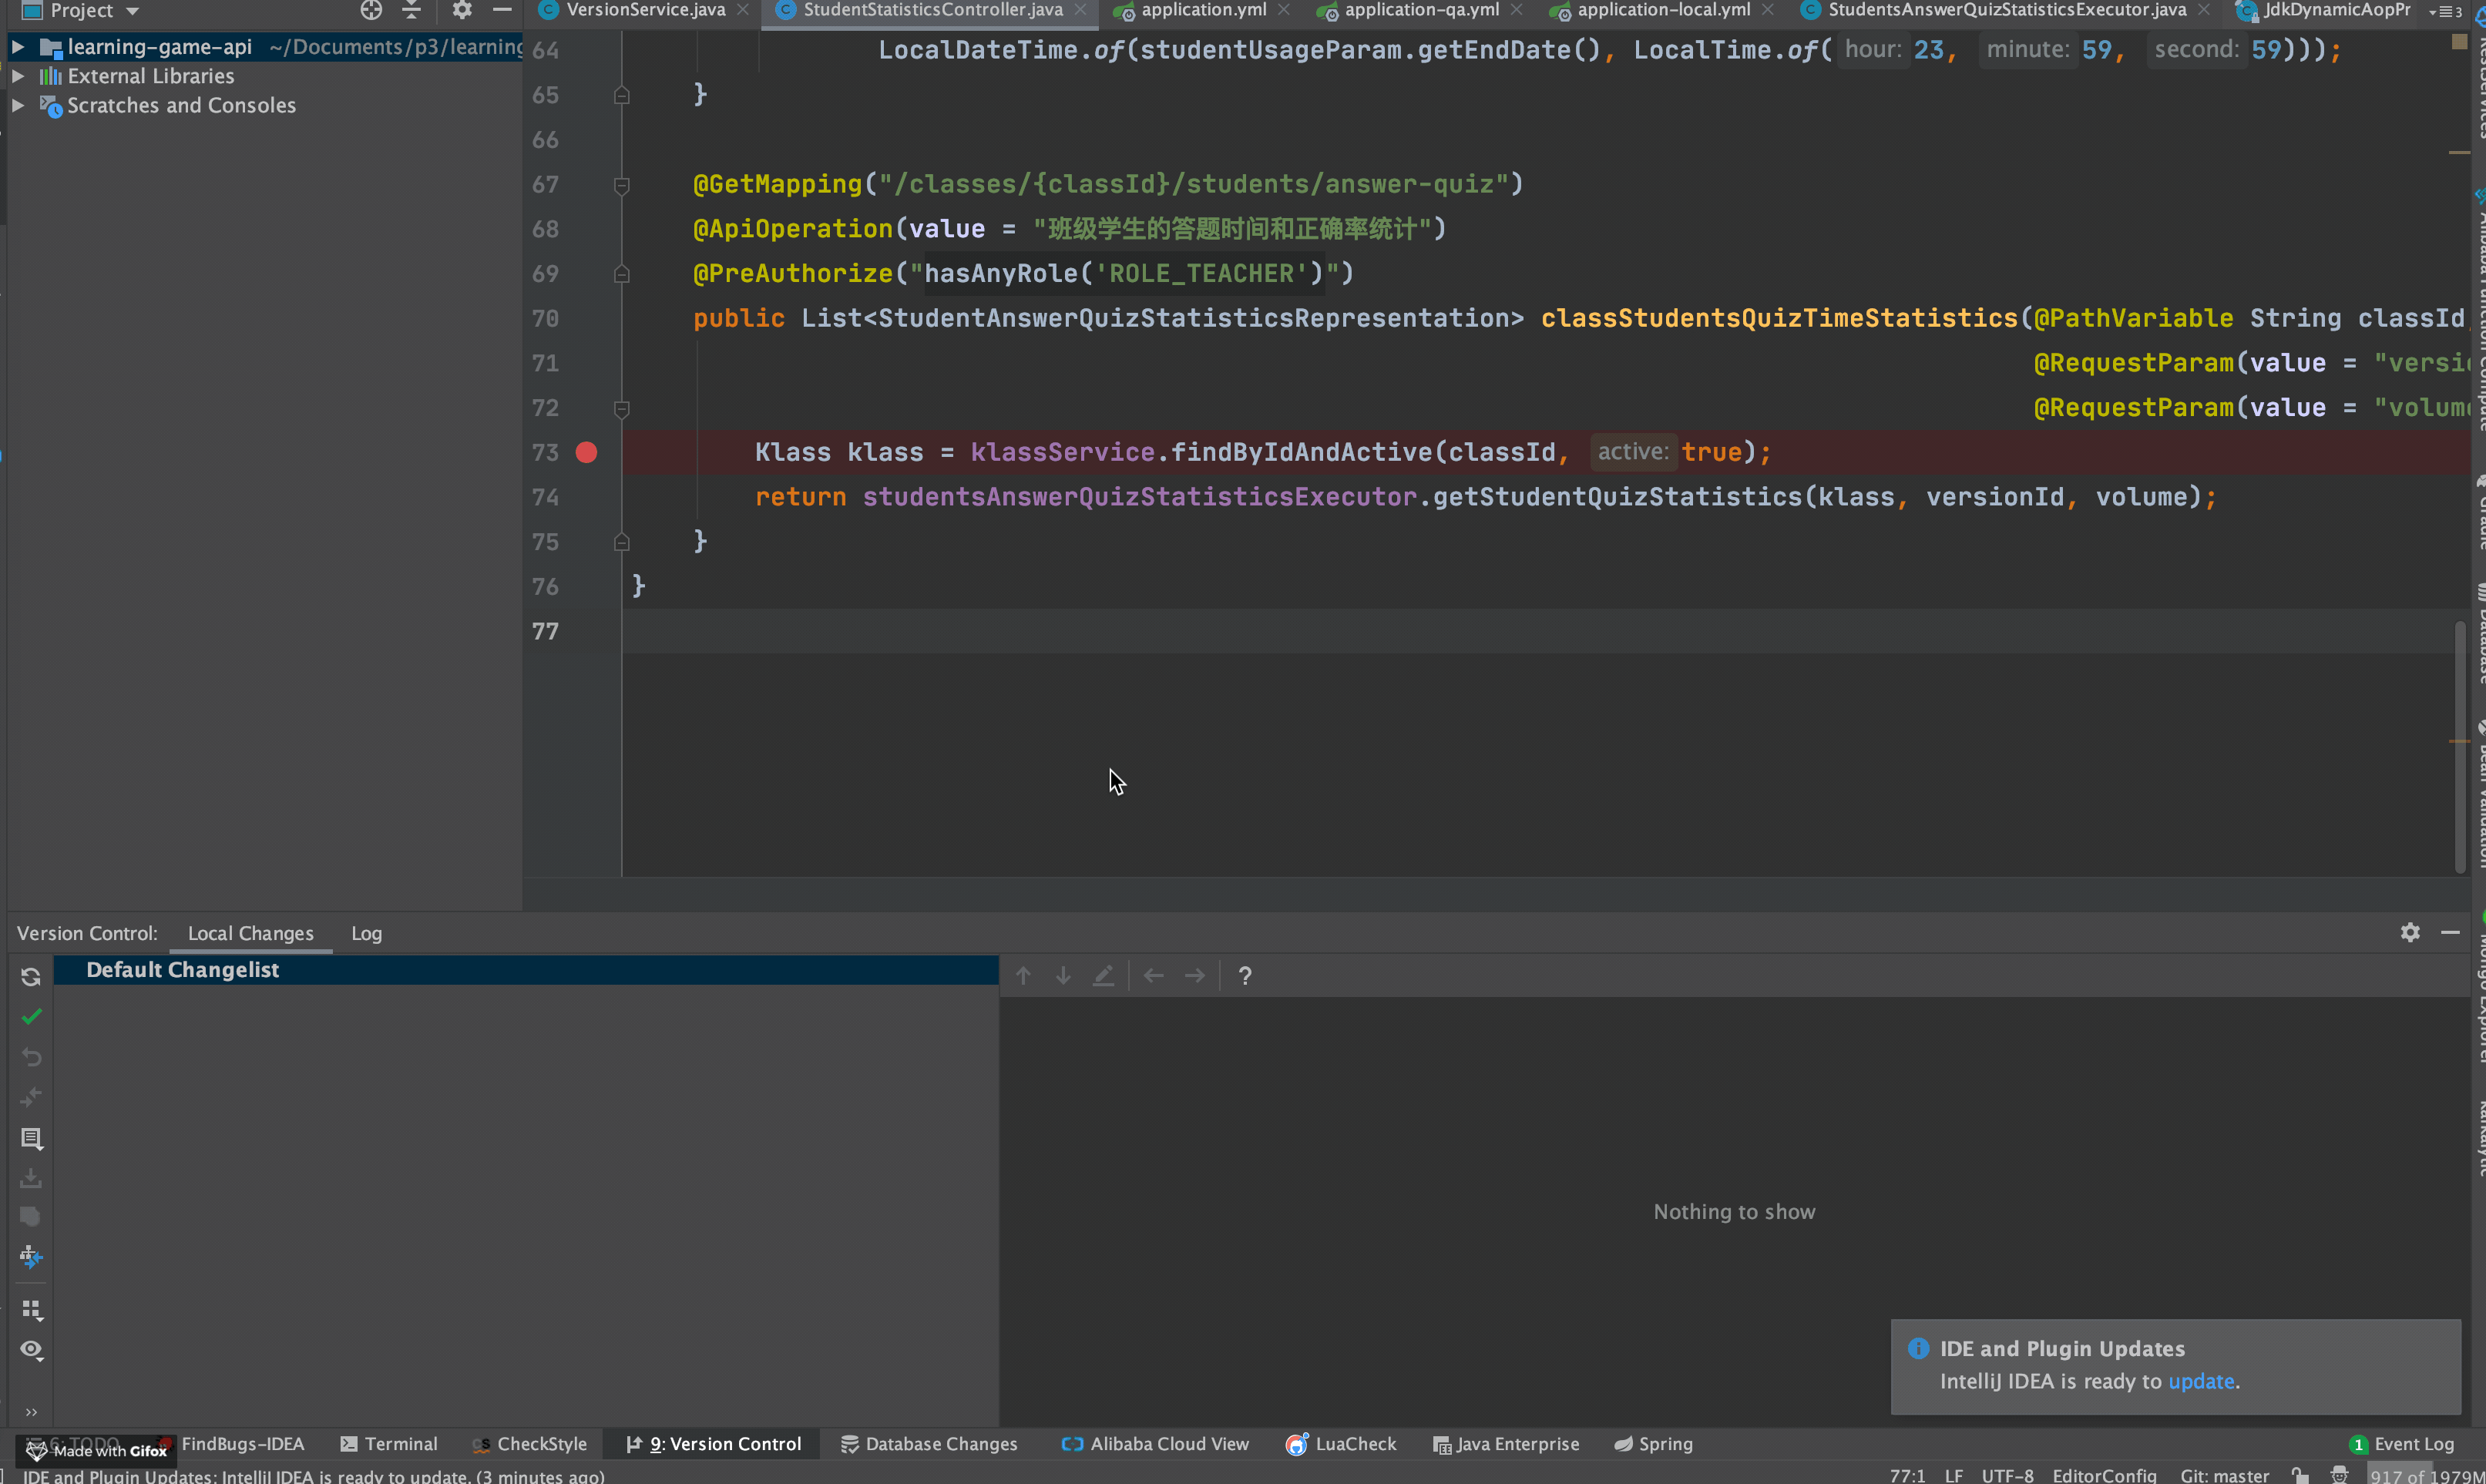 Project
VersionService.java
StudentStatisticsController.java
application.yml
application-qa.yml
application-local.yml
StudentsAnswerQuizStatisticsExecutor.java
JdkDynamicAopPr
3
learning-game-api ~/Documents/p3/learning
External Libraries
Scratches and Consoles
64 LocalDateTime.of(studentUsageParam.getEndDate(), LocalTime.of( hour: 23, minute: 59, second: 59)));
65 }
66
67 @GetMapping("/classes/{classId}/students/answer-quiz")
68 @ApiOperation(value = "班级学生的答题时间和正确率统计")
69 @PreAuthorize("hasAnyRole('ROLE_TEACHER')")
70 public List<StudentAnswerQuizStatisticsRepresentation> classStudentsQuizTimeStatistics(@PathVariable String classId,
71 @RequestParam(value = "versi
72 @RequestParam(value = "volum
73 Klass klass = klassService.findByIdAndActive(classId, active: true);
74 return studentsAnswerQuizStatisticsExecutor.getStudentQuizStatistics(klass, versionId, volume);
75 }
76 }
77
Version Control: Local Changes Log
Default Changelist
?
Nothing to show
IDE and Plugin Updates
IntelliJ IDEA is ready to update.
6: TODO
FindBugs-IDEA
Terminal
CheckStyle
9: Version Control
Database Changes
Alibaba Cloud View
LuaCheck
Java Enterprise
Spring
1 Event Log
Made with Gifox
IDE and Plugin Updates: IntelliJ IDEA is ready to update. (3 minutes ago)
77:1 LF UTF-8 EditorConfig Git: master 917 of 1979M